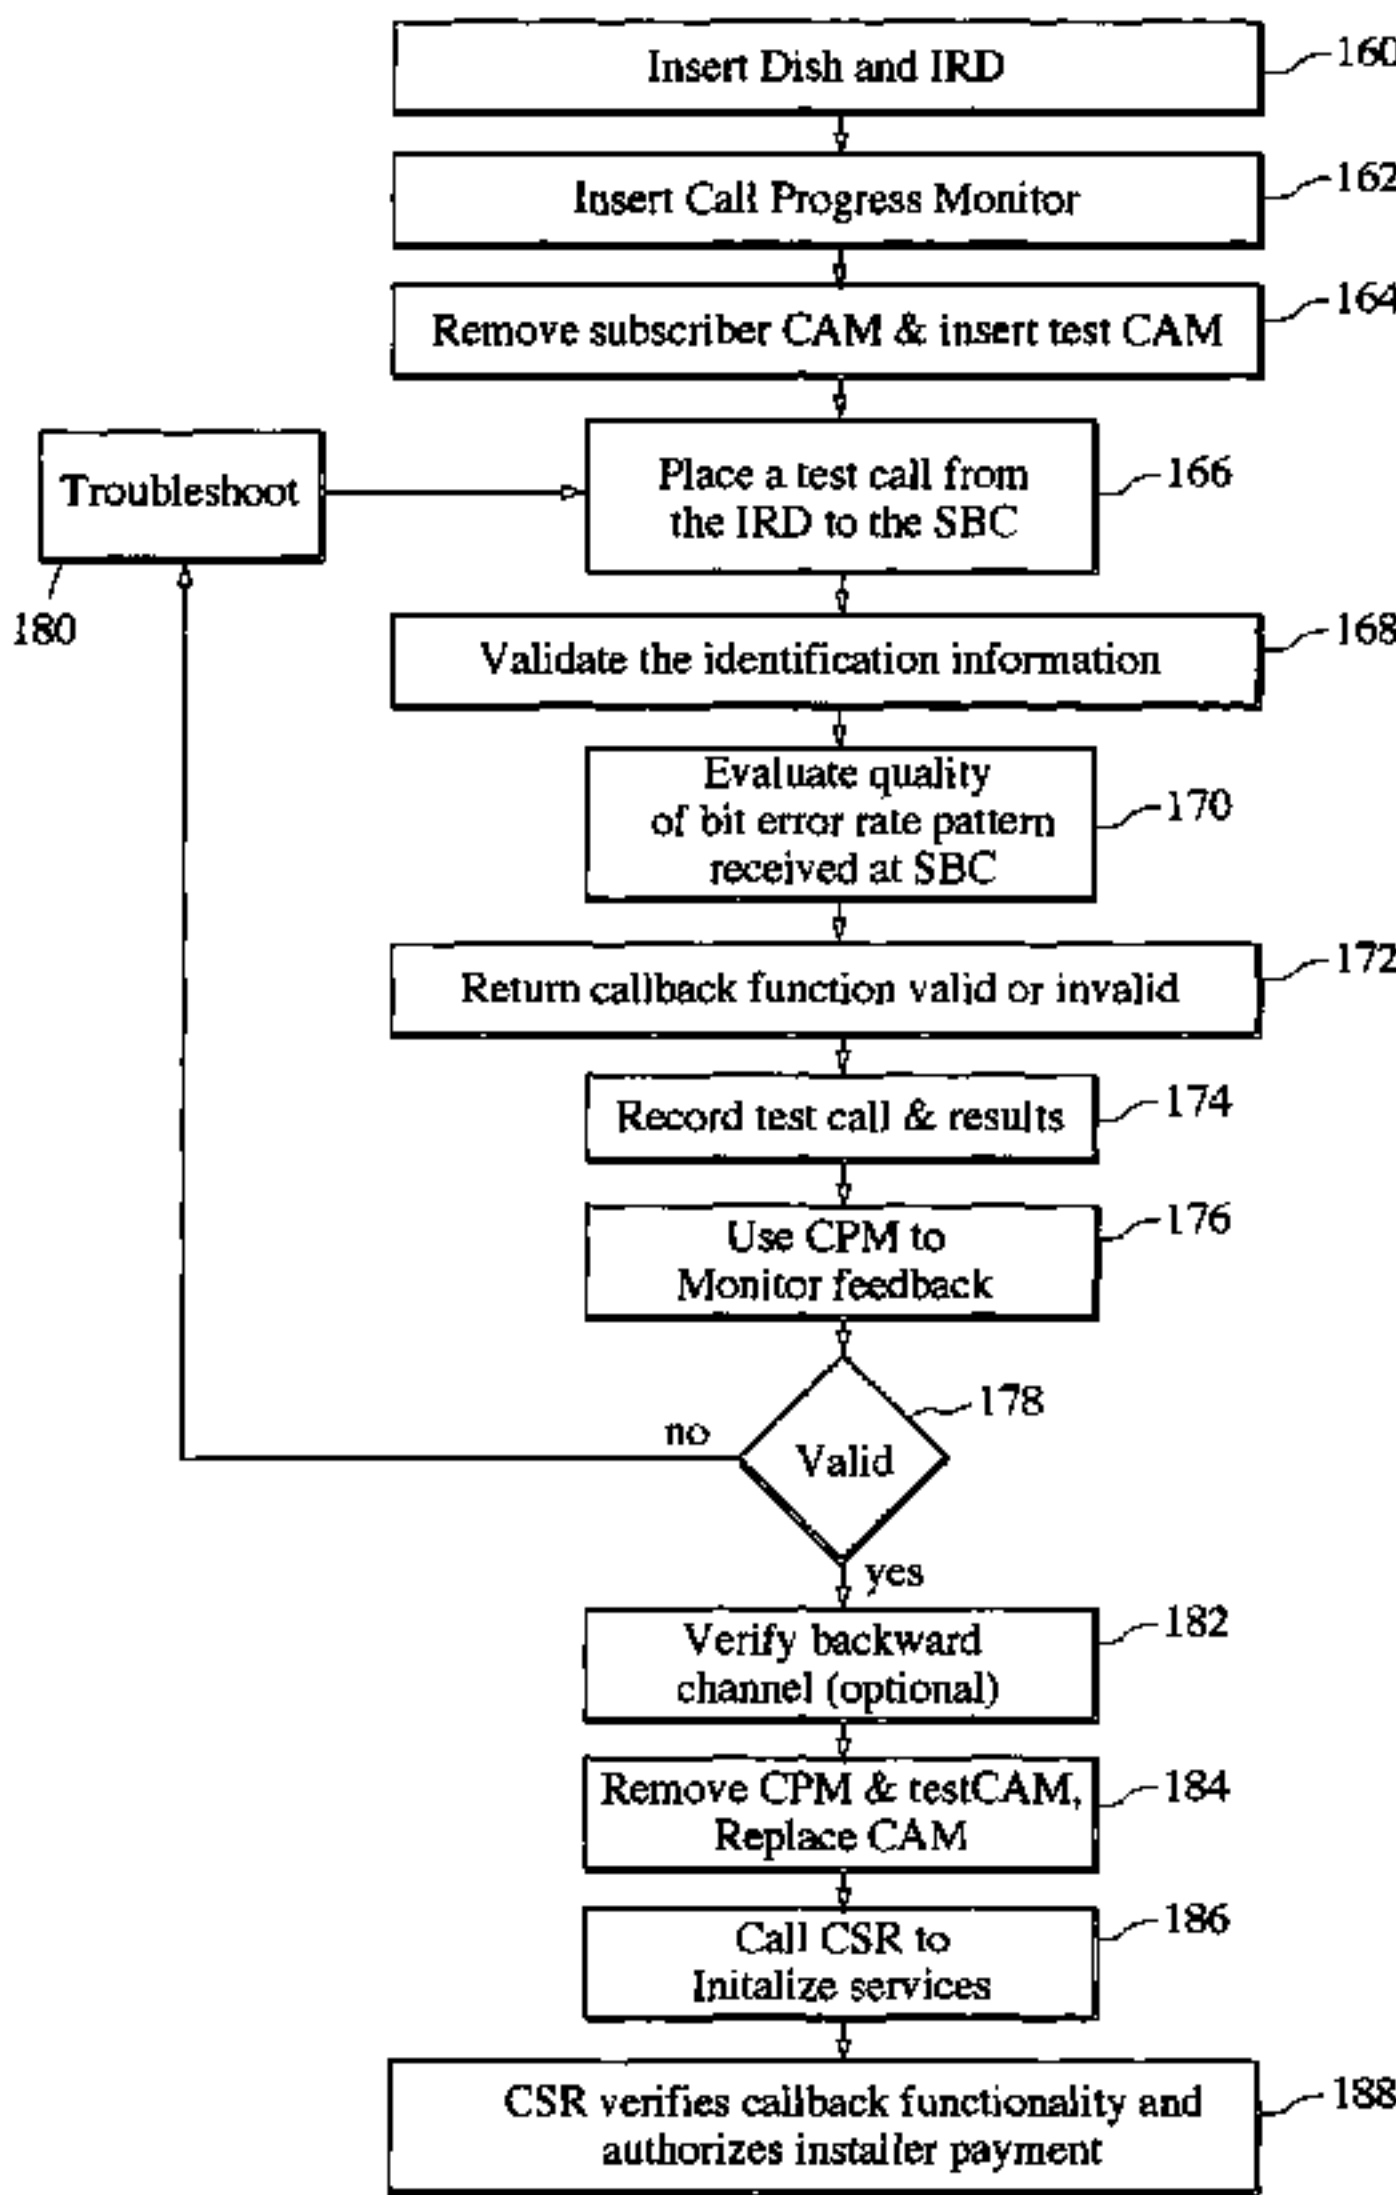 Insert Dish and IRD
160
Insert Call Progress Monitor
162
Remove subscriber CAM & insert test CAM
164
Troubleshoot
180
Place a test call from
the IRD to the SBC
166
Validate the identification information
168
Evaluate quality
of bit error rate pattern
received at SBC
170
Return callback function valid or invalid
172
Record test call & results
174
Use CPM to
Monitor feedback
176
Valid
178
no
yes
Verify backward
channel (optional)
182
Remove CPM & testCAM,
Replace CAM
184
Call CSR to
Initalize services
186
CSR verifies callback functionality and
authorizes installer payment
188